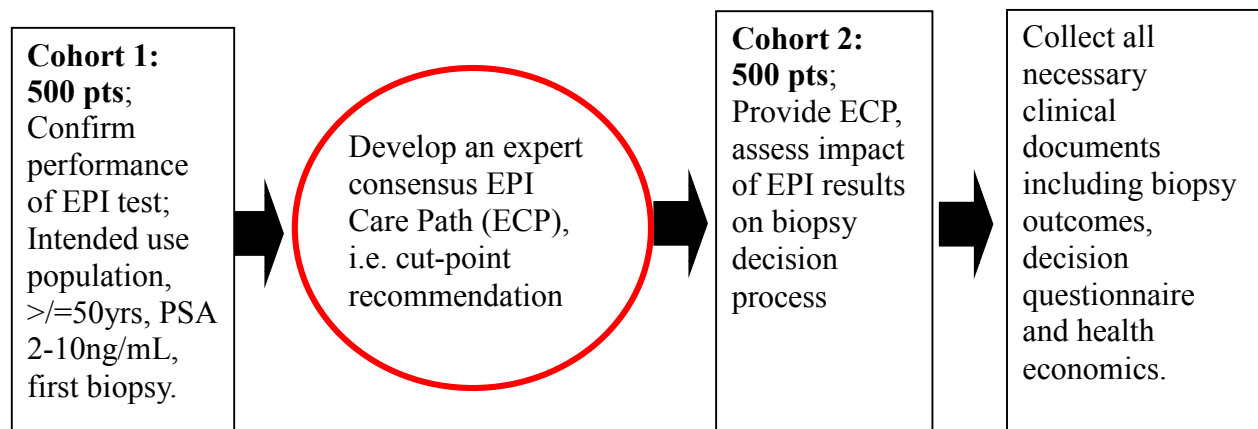 Cohort 1:
500 pts;
Confirm
performance
of EPI test;
Intended use
population,
>/=50yrs, PSA
2-10ng/mL,
first biopsy.
Develop an expert
consensus EPI
Care Path (ECP),
i.e. cut-point
recommendation
Cohort 2:
500 pts;
Provide ECP,
assess impact
of EPI results
on biopsy
decision
process
Collect all
necessary
clinical
documents
including biopsy
outcomes,
decision
questionnaire
and health
economics.